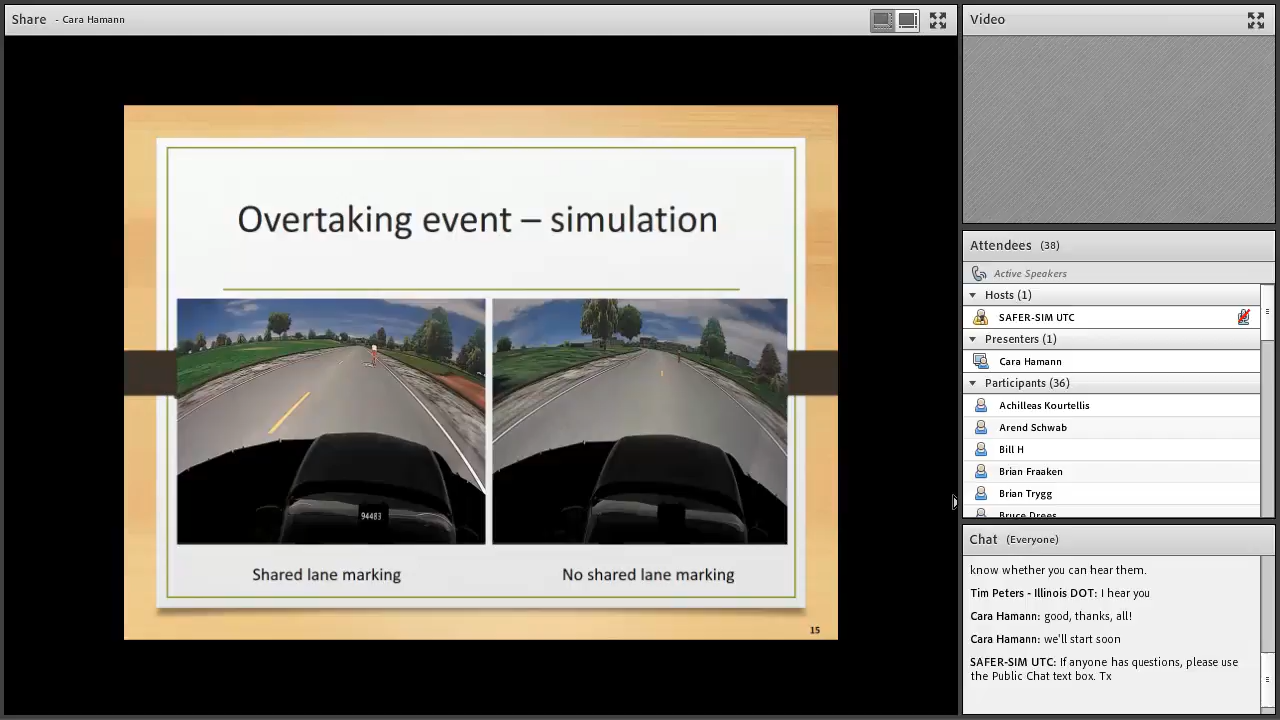 Share - Cara Hamann
Overtaking event – simulation
94483
Shared lane marking
No shared lane marking
15
Video
Attendees (38)
Active Speakers
Hosts (1)
SAFER-SIM UTC
Presenters (1)
Cara Hamann
Participants (36)
Achilleas Kourtellis
Arend Schwab
Bill H
Brian Fraaken
Brian Trygg
Bruce Drees
Chat (Everyone)
know whether you can hear them.
Tim Peters - Illinois DOT: I hear you
Cara Hamann: good, thanks, all!
Cara Hamann: we'll start soon
SAFER-SIM UTC: If anyone has questions, please use
the Public Chat text box. Tx